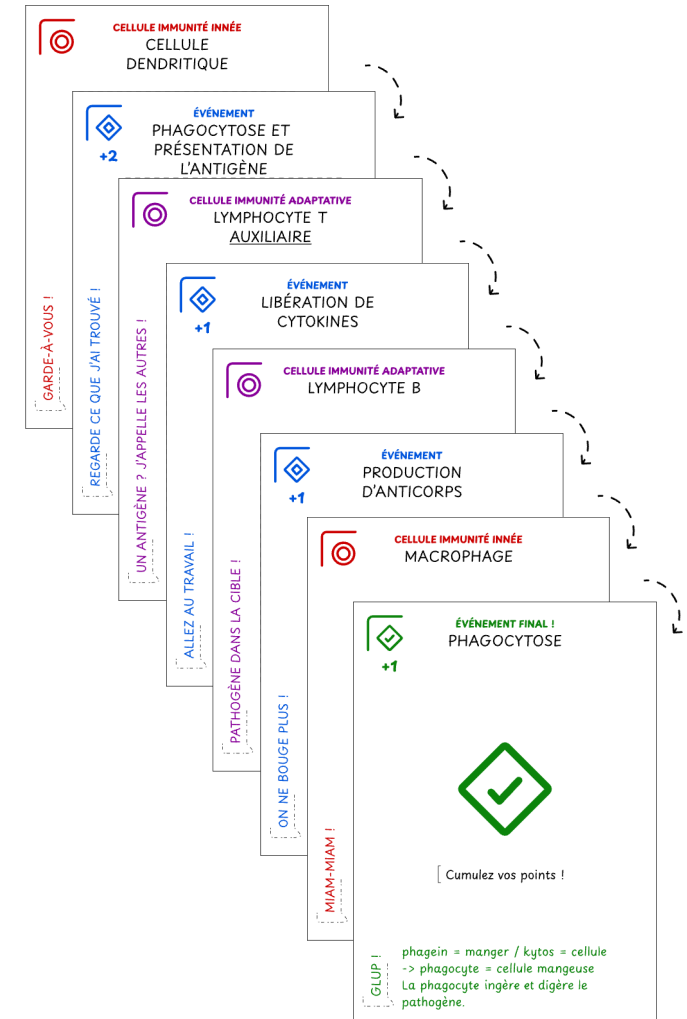 CELLULE IMMUNITÉ INNÉE
CELLULE
DENDRITIQUE
GARDE-À-VOUS !
ÉVÉNEMENT
PHAGOCYTOSE ET
PRÉSENTATION DE
L'ANTIGÈNE
+2
REGARDE CE QUE J'AI TROUVÉ !
CELLULE IMMUNITÉ ADAPTATIVE
LYMPHOCYTE T
AUXILIAIRE
UN ANTIGÈNE ? J'APPELLE LES AUTRES !
ÉVÉNEMENT
LIBÉRATION DE
CYTOKINES
+1
ALLEZ AU TRAVAIL !
CELLULE IMMUNITÉ ADAPTATIVE
LYMPHOCYTE B
PATHOGÈNE DANS LA CIBLE !
ÉVÉNEMENT
PRODUCTION
D'ANTICORPS
+1
ON NE BOUGE PLUS !
CELLULE IMMUNITÉ INNÉE
MACROPHAGE
MIAM-MIAM !
ÉVÉNEMENT FINAL !
PHAGOCYTOSE
+1
Cumulez vos points !
GLUP !
phagein = manger / kytos = cellule
-> phagocyte = cellule mangeuse
La phagocyte ingère et digère le
pathogène.